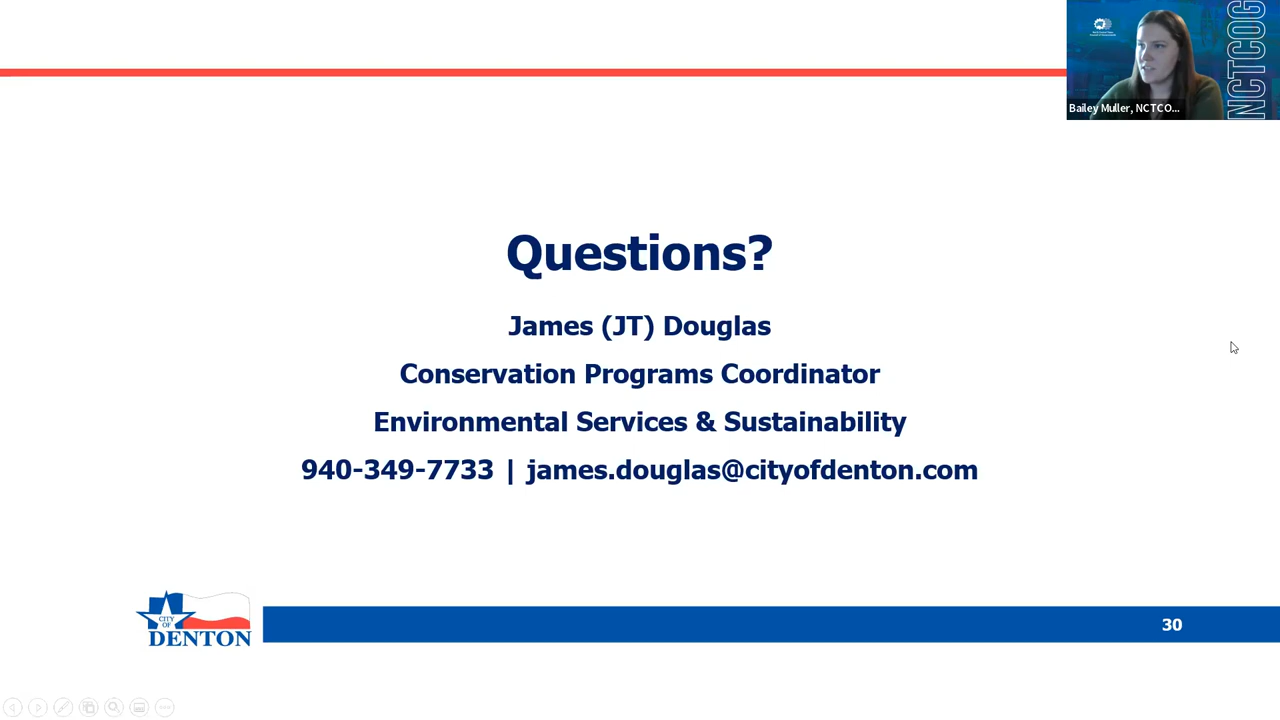 NCTCOG
Bailey Muller, NCTCO...
Questions?
James (JT) Douglas
Conservation Programs Coordinator
Environmental Services & Sustainability
940-349-7733 | james.douglas@cityofdenton.com
CITY
OF
DENTON
30